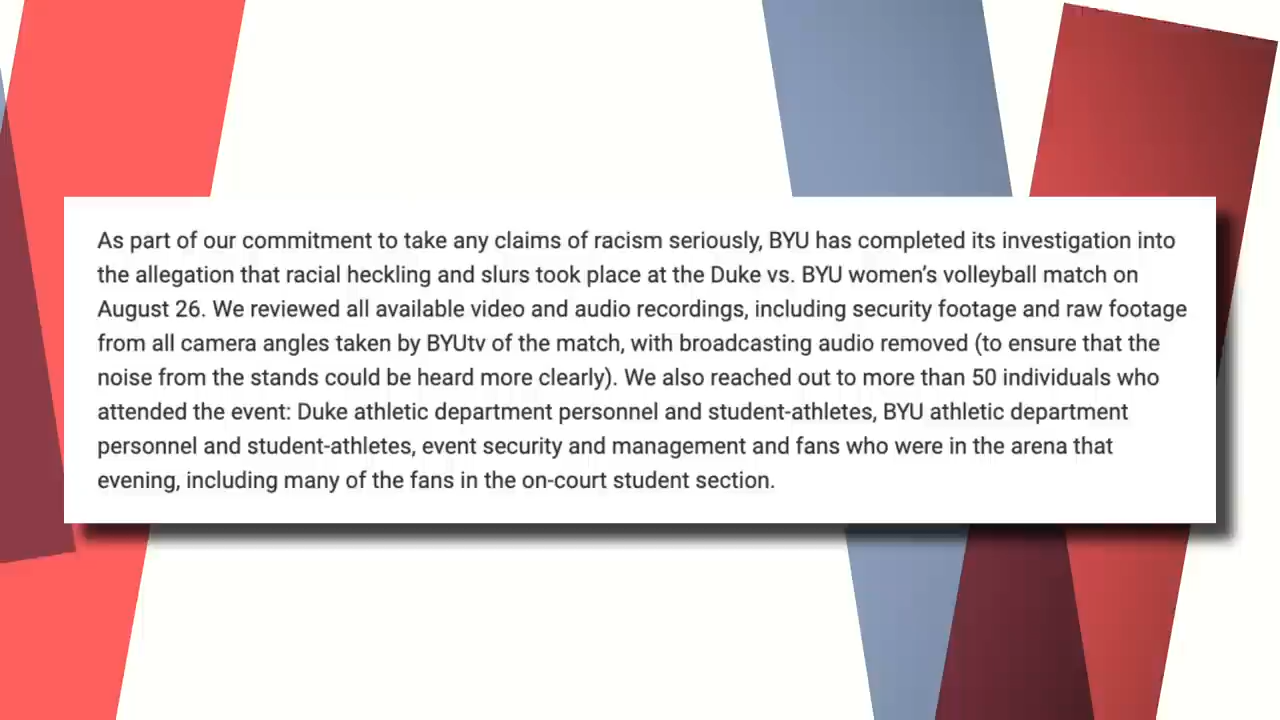 As part of our commitment to take any claims of racism seriously, BYU has completed its investigation into
the allegation that racial heckling and slurs took place at the Duke vs. BYU women’s volleyball match on
August 26. We reviewed all available video and audio recordings, including security footage and raw footage
from all camera angles taken by BYUtv of the match, with broadcasting audio removed (to ensure that the
noise from the stands could be heard more clearly). We also reached out to more than 50 individuals who
attended the event: Duke athletic department personnel and student-athletes, BYU athletic department
personnel and student-athletes, event security and management and fans who were in the arena that
evening, including many of the fans in the on-court student section.